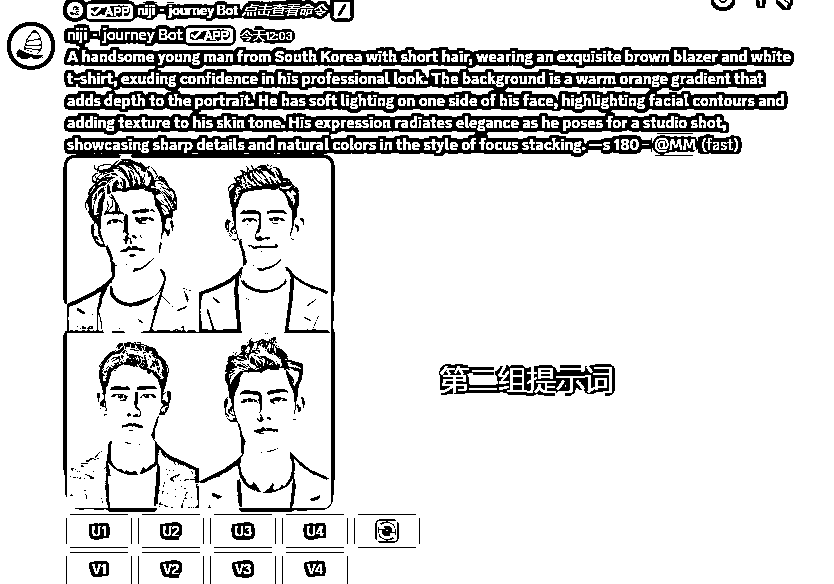 APP niji - journey Bot 点击查看命令 /
niji - journey Bot APP 今天12:03
A handsome young man from South Korea with short hair, wearing an exquisite brown blazer and white
t-shirt, exuding confidence in his professional look. The background is a warm orange gradient that
adds depth to the portrait. He has soft lighting on one side of his face, highlighting facial contours and
adding texture to his skin tone. His expression radiates elegance as he poses for a studio shot,
showcasing sharp details and natural colors in the style of focus stacking. —s 180 - @MM (fast)
第二组提示词
U1 U2 U3 U4
V1 V2 V3 V4